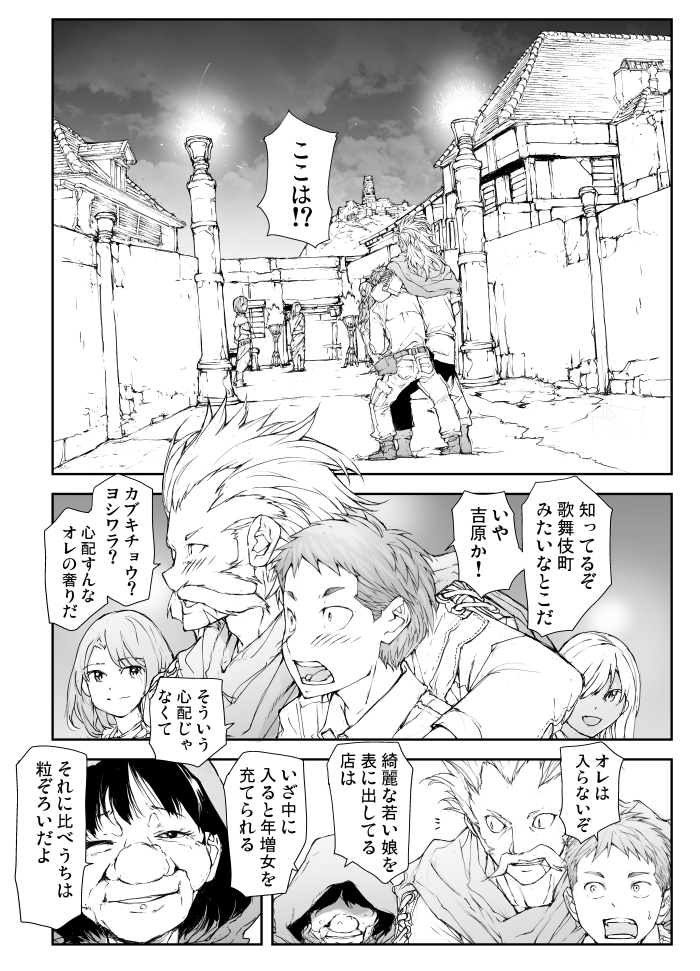 ここは!?
知ってるぞ
歌舞伎町
みたいなとこだ
いや
吉原か!
カブキチョウ?
ヨシワラ?
心配すんな
オレの奢りだ
そういう
心配じゃ
なくて
オレは
入らないぞ
綺麗な若い娘を
表に出してる
店は
いざ中に
入ると年増女を
充てられる
それに比べうちは
粒ぞろいだよ